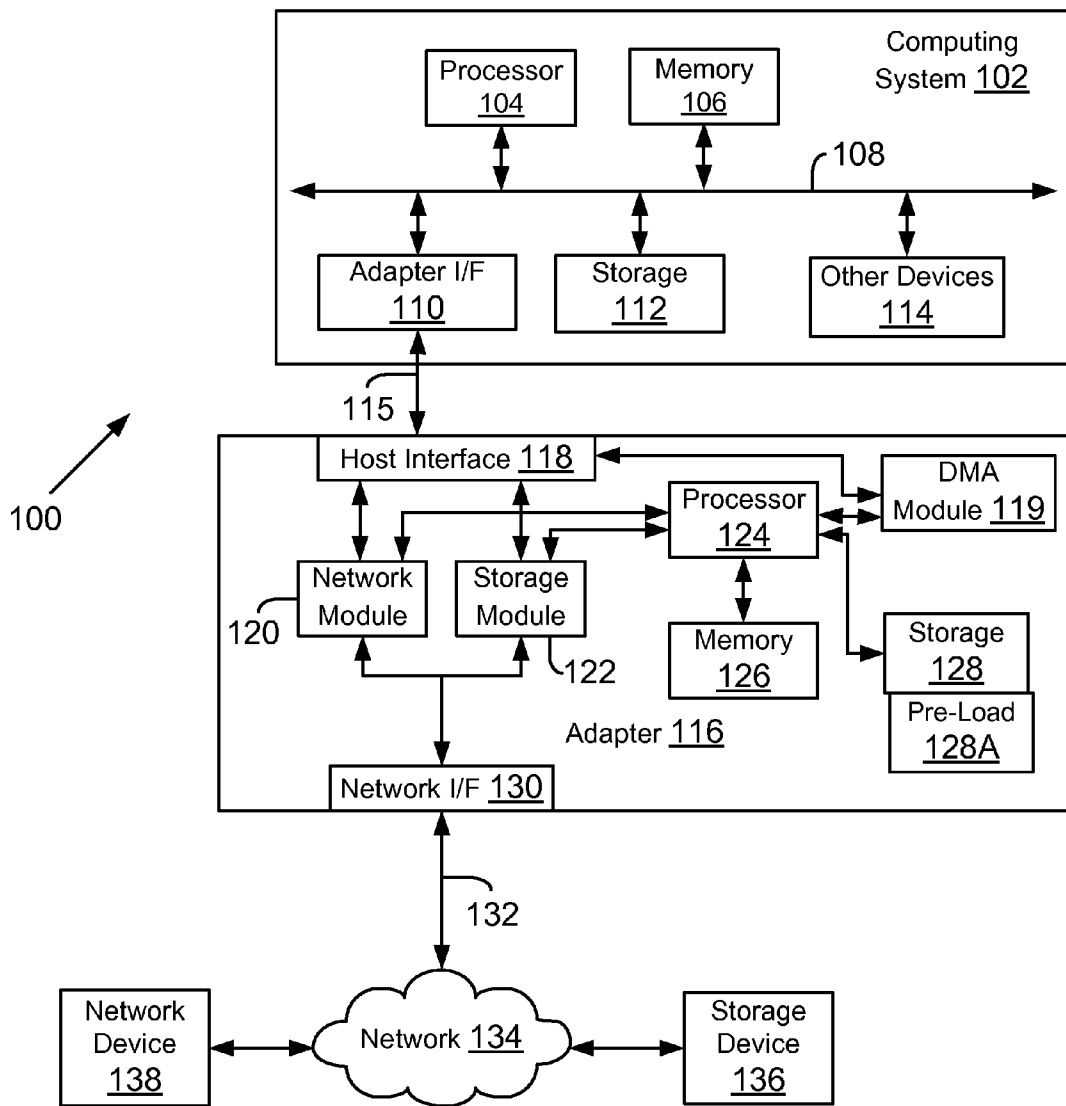 Computing
System 102
Processor
104
Memory
106
108
Adapter I/F
110
Storage
112
Other Devices
114
115
100
Host Interface 118
DMA
Module 119
Processor
124
Network
Module
120
Storage
Module
122
Memory
126
Storage
128
Pre-Load
128A
Adapter 116
Network I/F 130
132
Network
Device
138
Network 134
Storage
Device
136